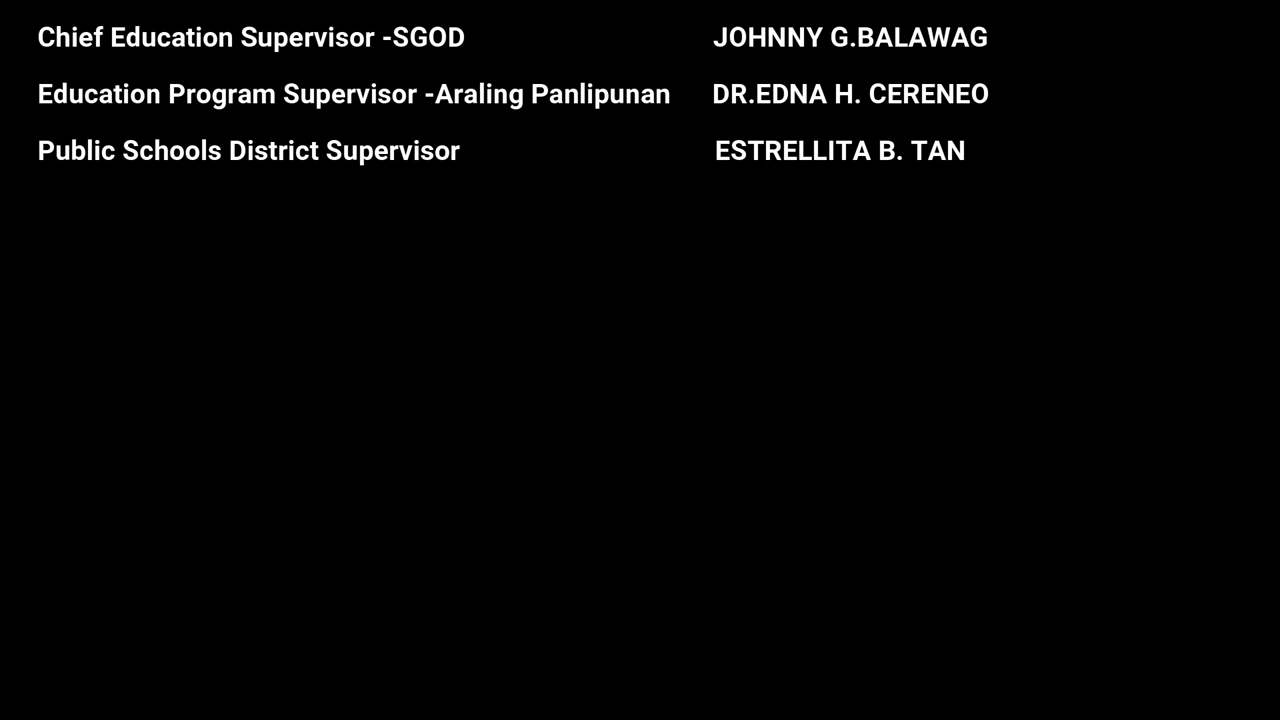 Chief Education Supervisor -SGOD JOHNNY G.BALAWAG
Education Program Supervisor -Araling Panlipunan DR.EDNA H. CERENEO
Public Schools District Supervisor ESTRELLITA B. TAN